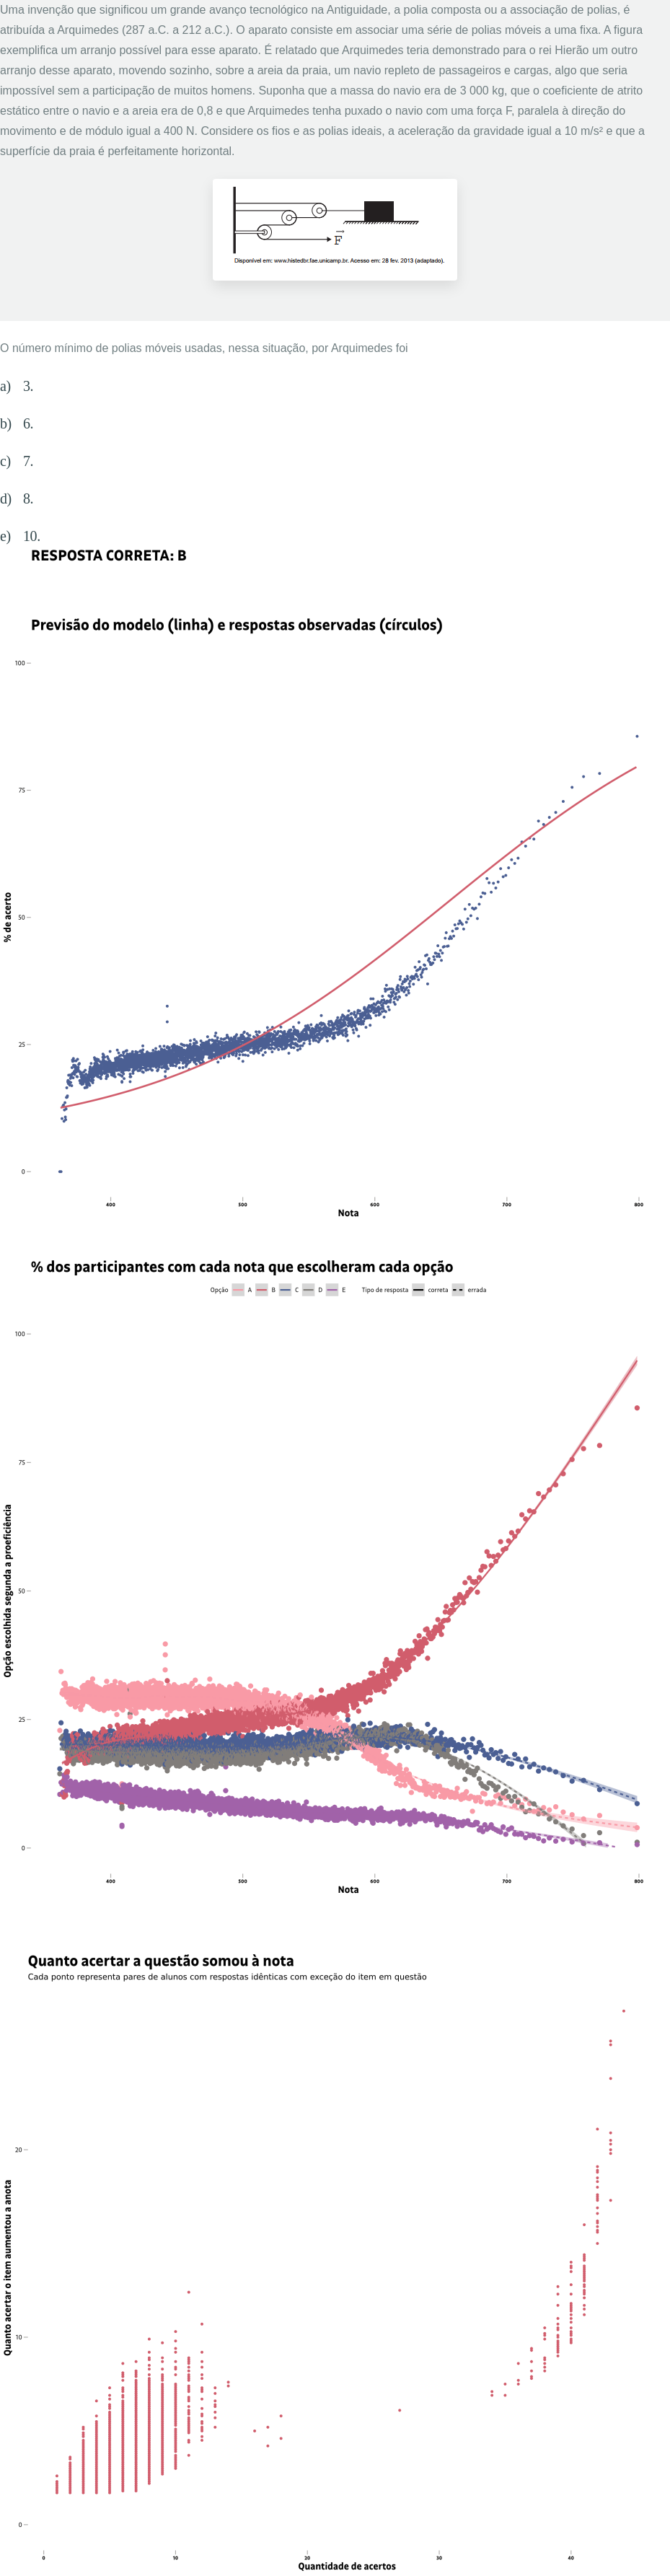 Uma invenção que significou um grande avanço tecnológico na Antiguidade, a polia composta ou a associação de polias, é
atribuída a Arquimedes (287 a.C. a 212 a.C.). O aparato consiste em associar uma série de polias móveis a uma fixa. A figura
exemplifica um arranjo possível para esse aparato. É relatado que Arquimedes teria demonstrado para o rei Hierão um outro
arranjo desse aparato, movendo sozinho, sobre a areia da praia, um navio repleto de passageiros e cargas, algo que seria
impossível sem a participação de muitos homens. Suponha que a massa do navio era de 3 000 kg, que o coeficiente de atrito
estático entre o navio e a areia era de 0,8 e que Arquimedes tenha puxado o navio com uma força F, paralela à direção do
movimento e de módulo igual a 400 N. Considere os fios e as polias ideais, a aceleração da gravidade igual a 10 m/s² e que a
superfície da praia é perfeitamente horizontal.
F
Disponível em: www.histedbr.fae.unicamp.br. Acesso em: 28 fev. 2013 (adaptado).
O número mínimo de polias móveis usadas, nessa situação, por Arquimedes foi
a) 3.
b) 6.
c) 7.
d) 8.
e) 10.
RESPOSTA CORRETA: B
Previsão do modelo (linha) e respostas observadas (círculos)
100
75
50
25
0
% de acerto
400 500 600 700 800
Nota
% dos participantes com cada nota que escolheram cada opção
Opção A B C D E Tipo de resposta correta errada
100
75
50
25
0
Opção escolhida segunda a proeficiência
400 500 600 700 800
Nota
Quanto acertar a questão somou à nota
Cada ponto representa pares de alunos com respostas idênticas com exceção do item em questão
20
10
0
Quanto acertar o item aumentou a anota
0 10 20 30 40
Quantidade de acertos